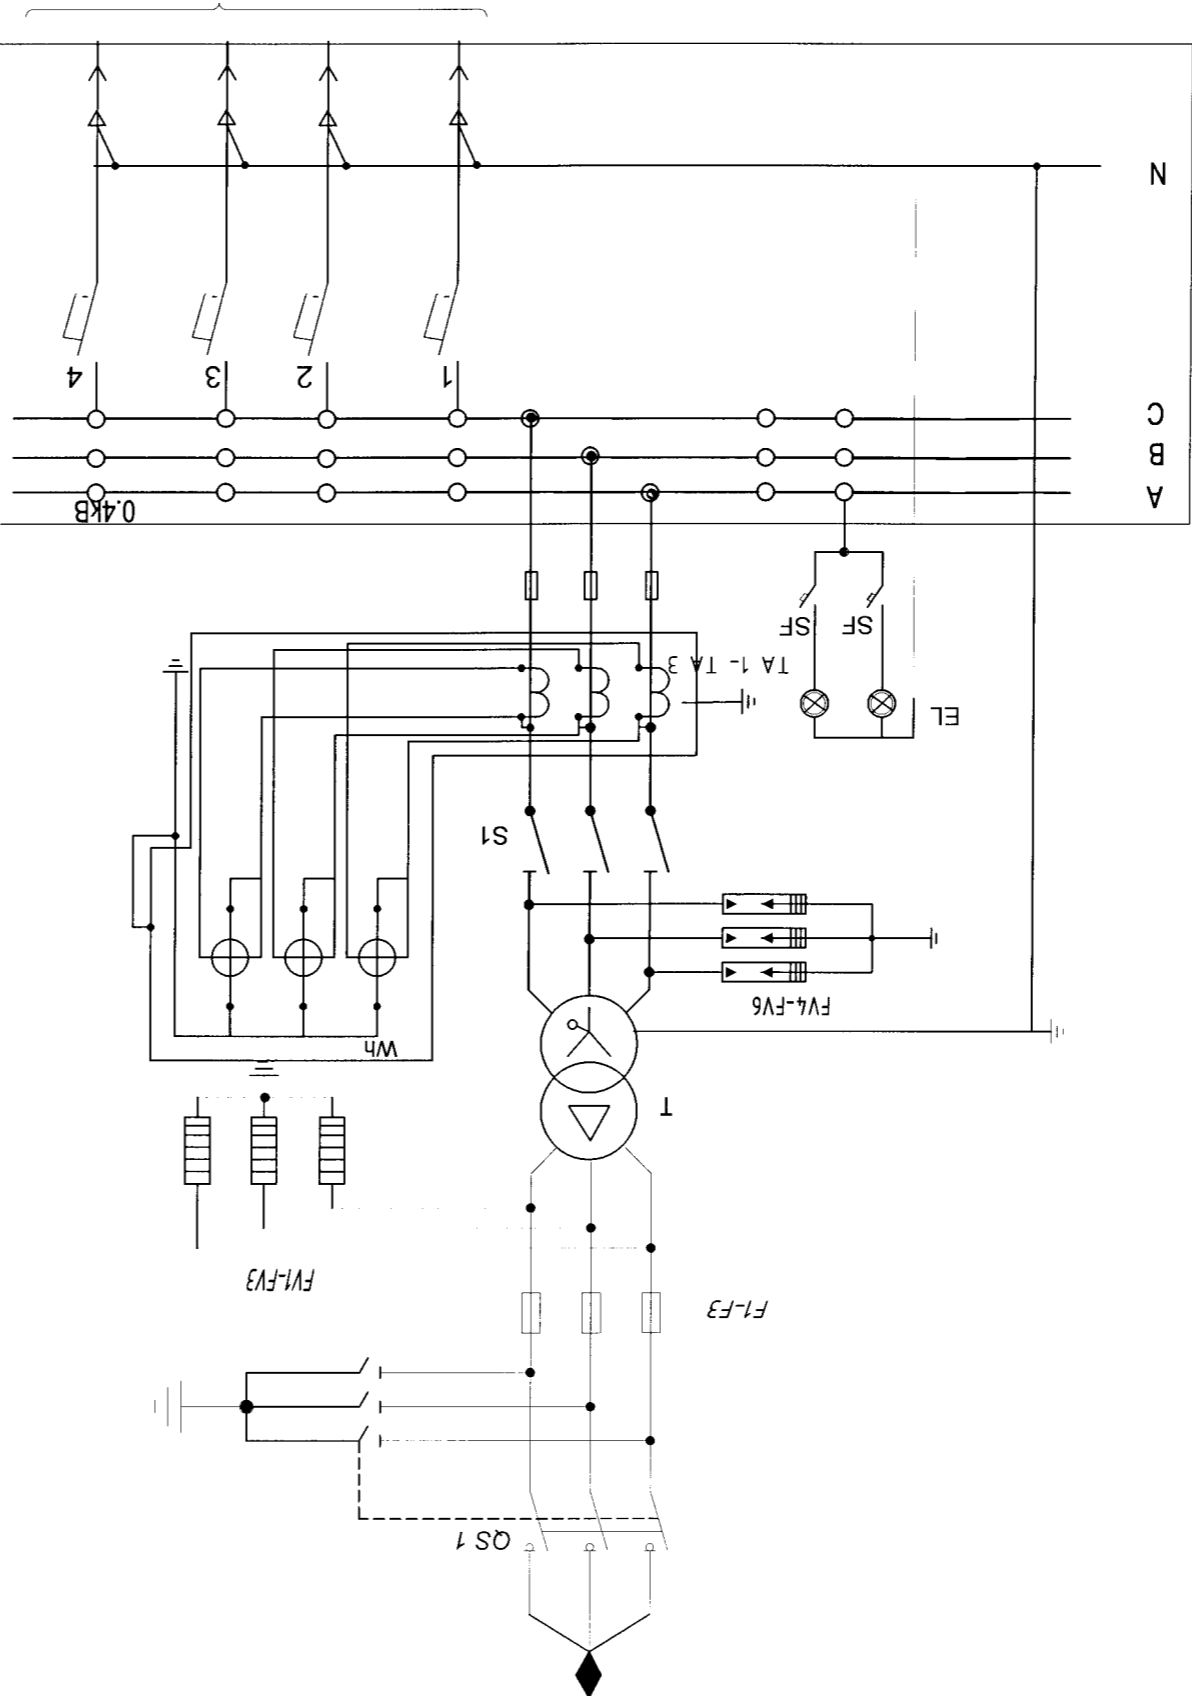 QS 1
F1-F3
FV1-FV3
T
Wh
FV4-FV6
S1
EL
TA 1- TA 3
SF SF
0.4kB
A
B
C
1 2 3 4
N